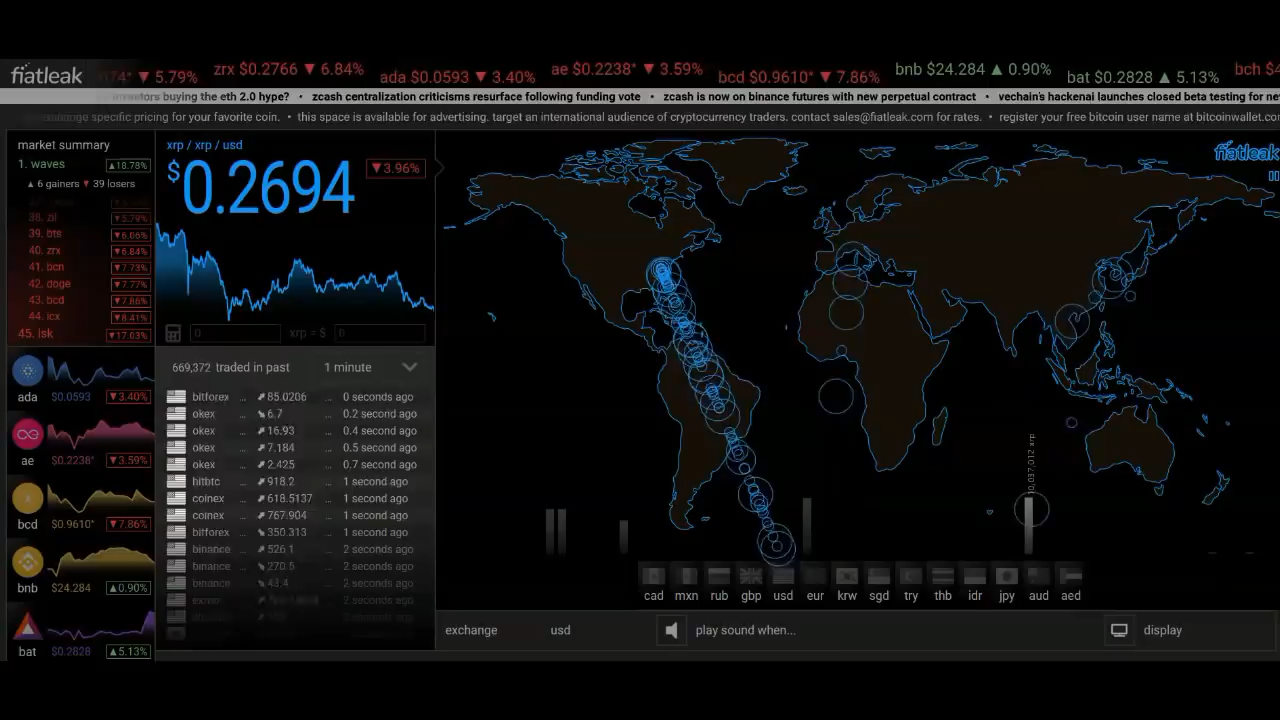 fiatleak
74* ▼ 5.79% zrx $0.2766 ▼ 6.84% ada $0.0593 ▼ 3.40% ae $0.2238* ▼ 3.59% bcd $0.9610* ▼ 7.86% bnb $24.284 ▲ 0.90% bat $0.2828 ▲ 5.13% bch $4
investors buying the eth 2.0 hype? • zcash centralization criticisms resurface following funding vote • zcash is now on binance futures with new perpetual contract • vechain's hackenai launches closed beta testing for ne
exchange specific pricing for your favorite coin. • this space is available for advertising. target an international audience of cryptocurrency traders. contact sales@fiatleak.com for rates. • register your free bitcoin user name at bitcoinwallet.com
market summary
1. waves ▲18.78%
▲ 6 gainers ▼ 39 losers
38. zil ▼5.79%
39. bts ▼6.06%
40. zrx ▼6.84%
41. bcn ▼7.73%
42. doge ▼7.77%
43. bcd ▼7.86%
44. icx ▼8.41%
45. lsk ▼17.03%
ada $0.0593 ▼3.40%
ae $0.2238* ▼3.59%
bcd $0.9610* ▼7.86%
bnb $24.284 ▲0.90%
bat $0.2828 ▲5.13%
xrp / xrp / usd
$0.2694 ▼3.96%
0 xrp = $ 0
669,372 traded in past 1 minute
bitforex ... 85.0206 ... 0 seconds ago
okex ... 6.7 ... 0.2 second ago
okex ... 16.93 ... 0.4 second ago
okex ... 7.184 ... 0.5 second ago
okex ... 2.425 ... 0.7 second ago
hitbtc ... 918.2 ... 1 second ago
coinex ... 618.5137 ... 1 second ago
coinex ... 767.904 ... 1 second ago
bitforex ... 350.313 ... 1 second ago
binance ... 526.1 ... 2 seconds ago
binance ... 270.5 ... 2 seconds ago
binance ... 43.4 ... 2 seconds ago
exmo ... 2 seconds ago
fiatleak
10,037.012 xrp
cad mxn rub gbp usd eur krw sgd try thb idr jpy aud aed
exchange usd play sound when... display